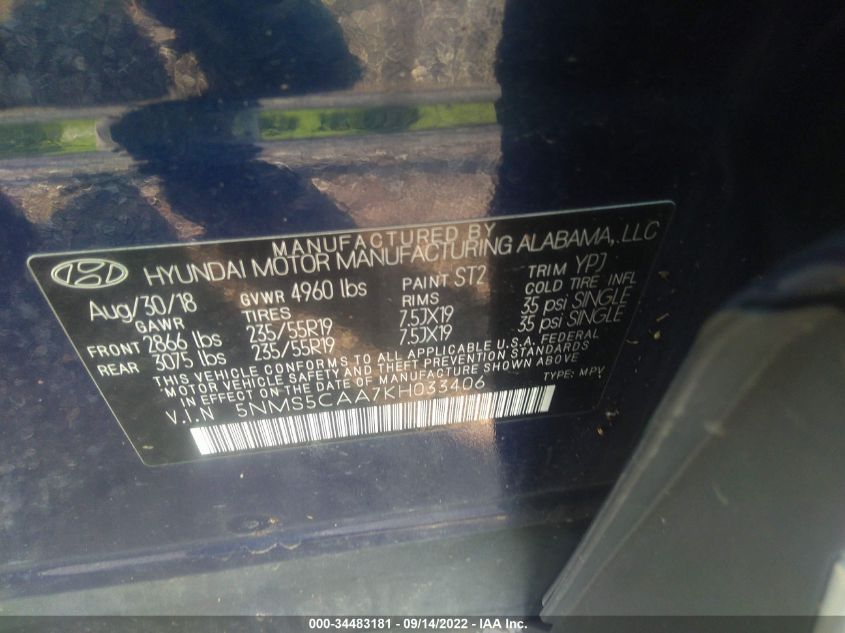 MANUFACTURED BY
HYUNDAI MOTOR MANUFACTURING ALABAMA, LLC
Aug/30/18 GVWR 4960 lbs PAINT ST2 TRIM YPJ
GAWR TIRES RIMS COLD TIRE INFL
FRONT 2866 lbs 235/55R19 7.5JX19 35 psi SINGLE
REAR 3075 lbs 235/55R19 7.5JX19 35 psi SINGLE
THIS VEHICLE CONFORMS TO ALL APPLICABLE U.S.A. FEDERAL
MOTOR VEHICLE SAFETY AND THEFT PREVENTION STANDARDS
IN EFFECT ON THE DATE OF MANUFACTURE SHOWN ABOVE
V.I.N 5NMS5CAA7KH033406 TYPE: MPV
000-34483181 - 09/14/2022 - IAA Inc.